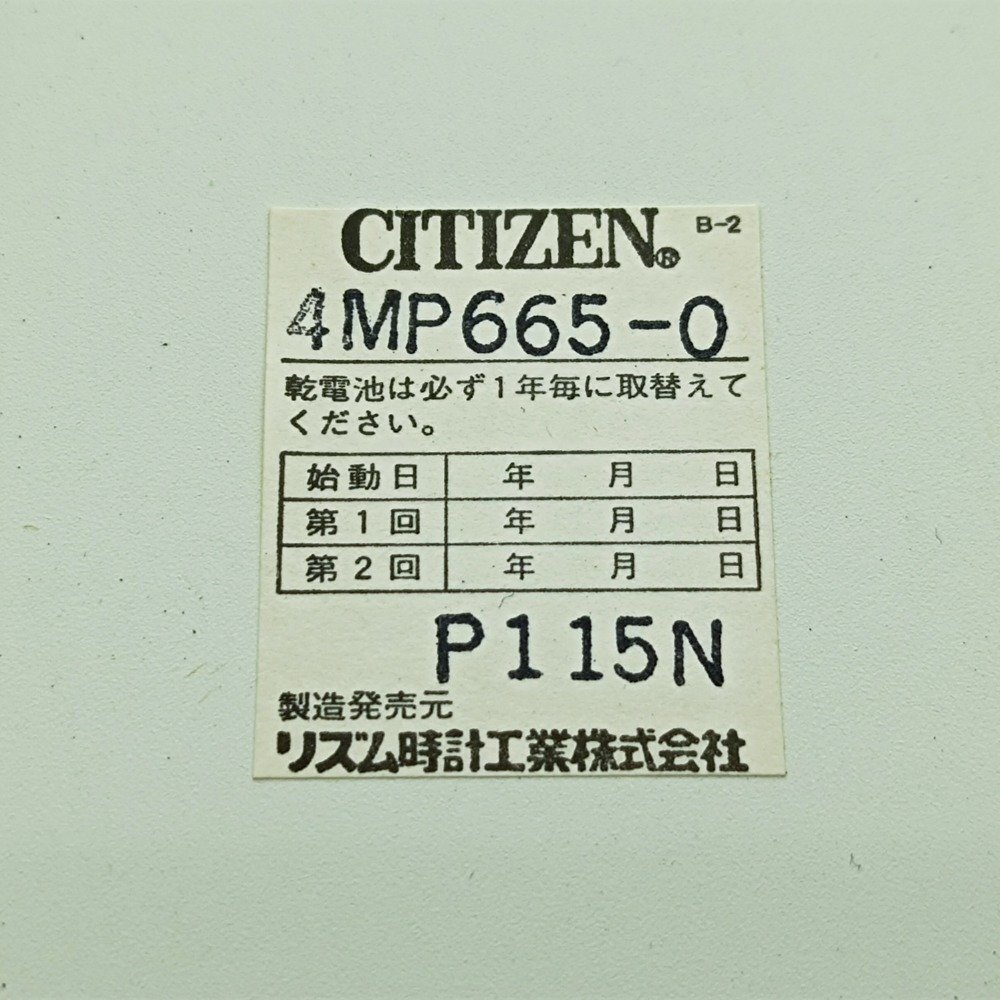 CITIZEN® B-2
4MP665-0
乾電池は必ず1年毎に取替えて
ください。
始動日 年 月 日
第1回 年 月 日
第2回 年 月 日
P115N
製造発売元
リズム時計工業株式会社